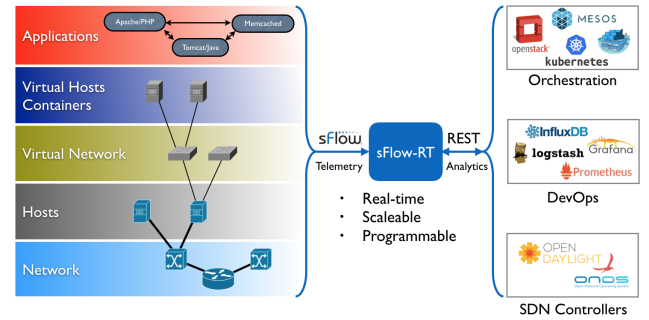 Applications
Apache/PHP
Memcached
Tomcat/Java
Virtual Hosts
Containers
Virtual Network
Hosts
Network
sFlow
Telemetry
sFlow-RT
REST
Analytics
• Real-time
• Scaleable
• Programmable
MESOS
openstack
kubernetes
Orchestration
InfluxDB
logstash
Grafana
Prometheus
DevOps
OPEN
DAYLIGHT
onos
Open Network Operating System
SDN Controllers